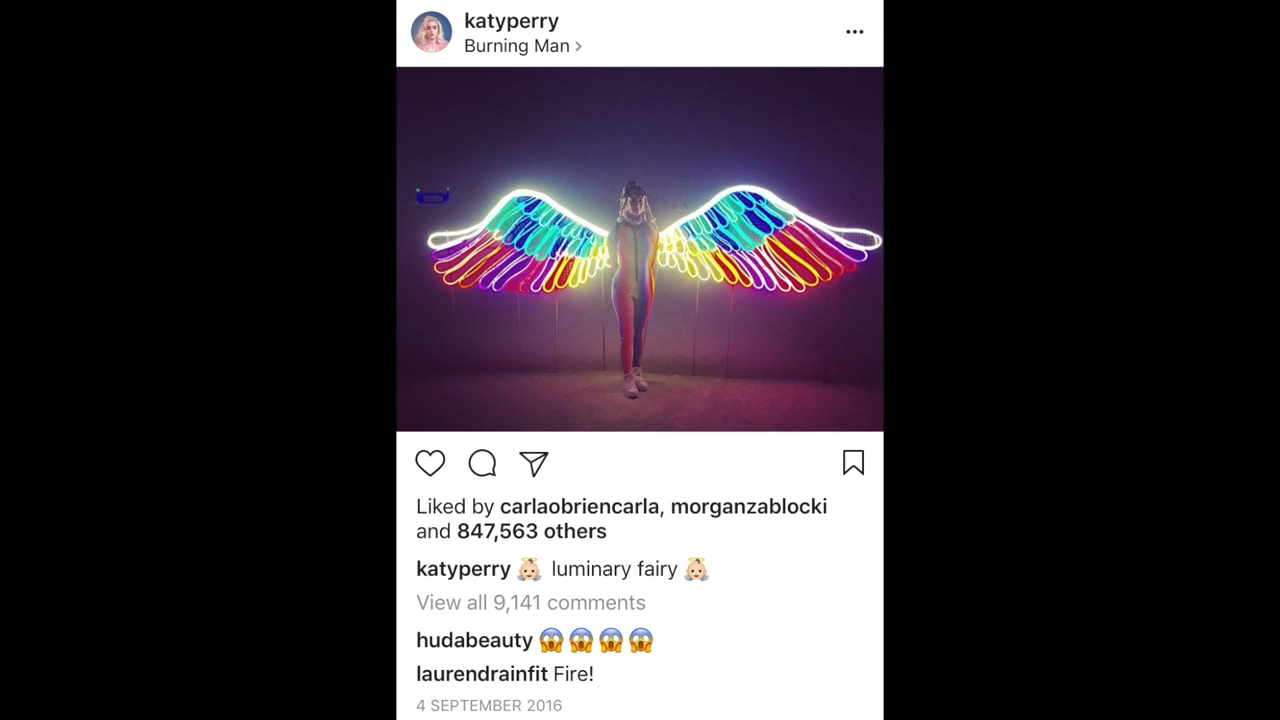 katyperry
Burning Man >
Liked by carlaobriencarla, morganzablocki
and 847,563 others
katyperry 👼🏻 luminary fairy 👼🏻
View all 9,141 comments
hudabeauty 😱😱😱😱
laurendrainfit Fire!
4 SEPTEMBER 2016